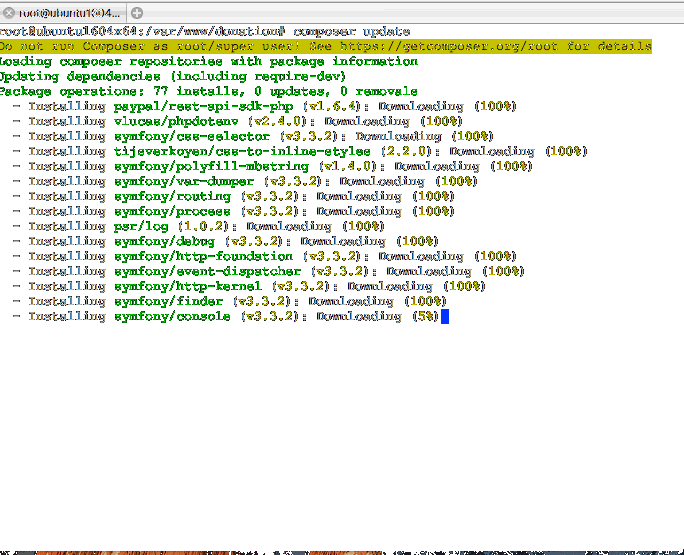 root@ubuntu1304...
root@ubuntu1604x64:/var/www/donation# composer update
Do not run Composer as root/super user! See https://getcomposer.org/root for details
Loading composer repositories with package information
Updating dependencies (including require-dev)
Package operations: 77 installs, 0 updates, 0 removals
- Installing paypal/rest-api-sdk-php (v1.6.4): Downloading (100%)
- Installing vlucas/phpdotenv (v2.4.0): Downloading (100%)
- Installing symfony/css-selector (v3.3.2): Downloading (100%)
- Installing tijsverkoyen/css-to-inline-styles (2.2.0): Downloading (100%)
- Installing symfony/polyfill-mbstring (v1.4.0): Downloading (100%)
- Installing symfony/var-dumper (v3.3.2): Downloading (100%)
- Installing symfony/routing (v3.3.2): Downloading (100%)
- Installing symfony/process (v3.3.2): Downloading (100%)
- Installing psr/log (1.0.2): Downloading (100%)
- Installing symfony/debug (v3.3.2): Downloading (100%)
- Installing symfony/http-foundation (v3.3.2): Downloading (100%)
- Installing symfony/event-dispatcher (v3.3.2): Downloading (100%)
- Installing symfony/http-kernel (v3.3.2): Downloading (100%)
- Installing symfony/finder (v3.3.2): Downloading (100%)
- Installing symfony/console (v3.3.2): Downloading (5%)